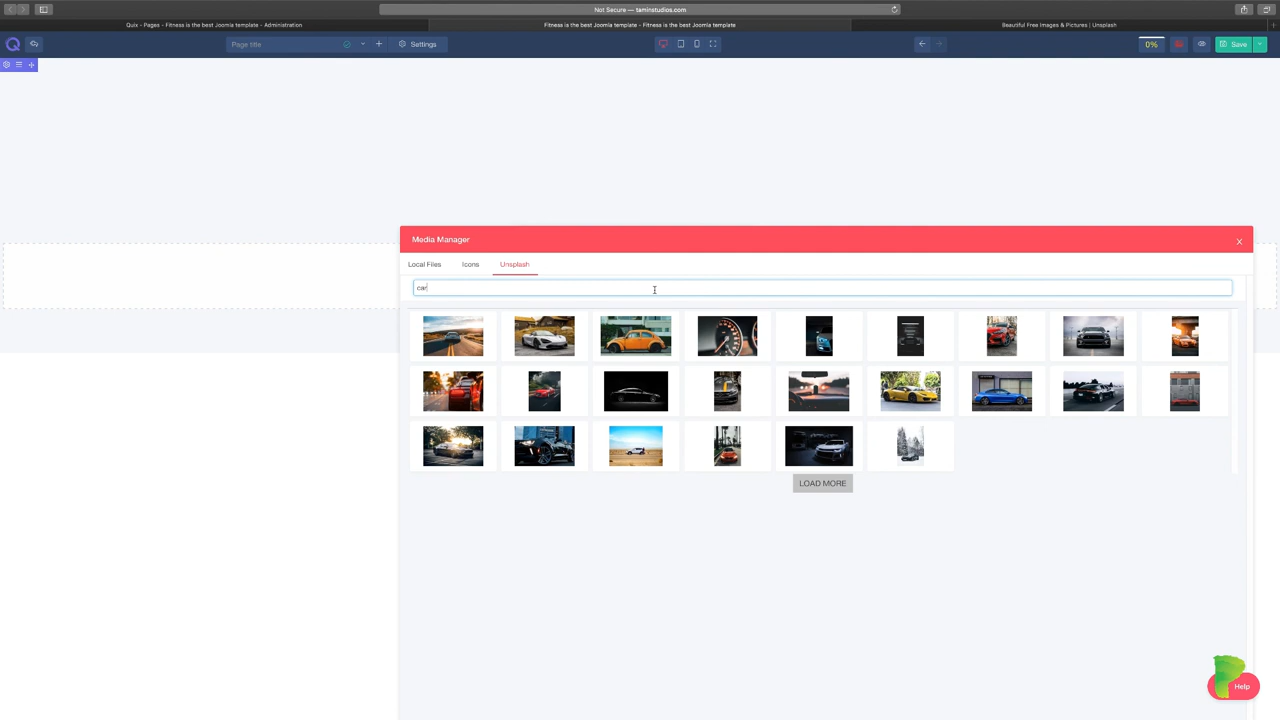 Not Secure — taminstudios.com
Quix - Pages - Fitness is the best Joomla template - Administration
Fitness is the best Joomla template - Fitness is the best Joomla template
Beautiful Free Images & Pictures | Unsplash
Page title
Settings
0%
Save
Media Manager
Local Files
Icons
Unsplash
car
LOAD MORE
Help